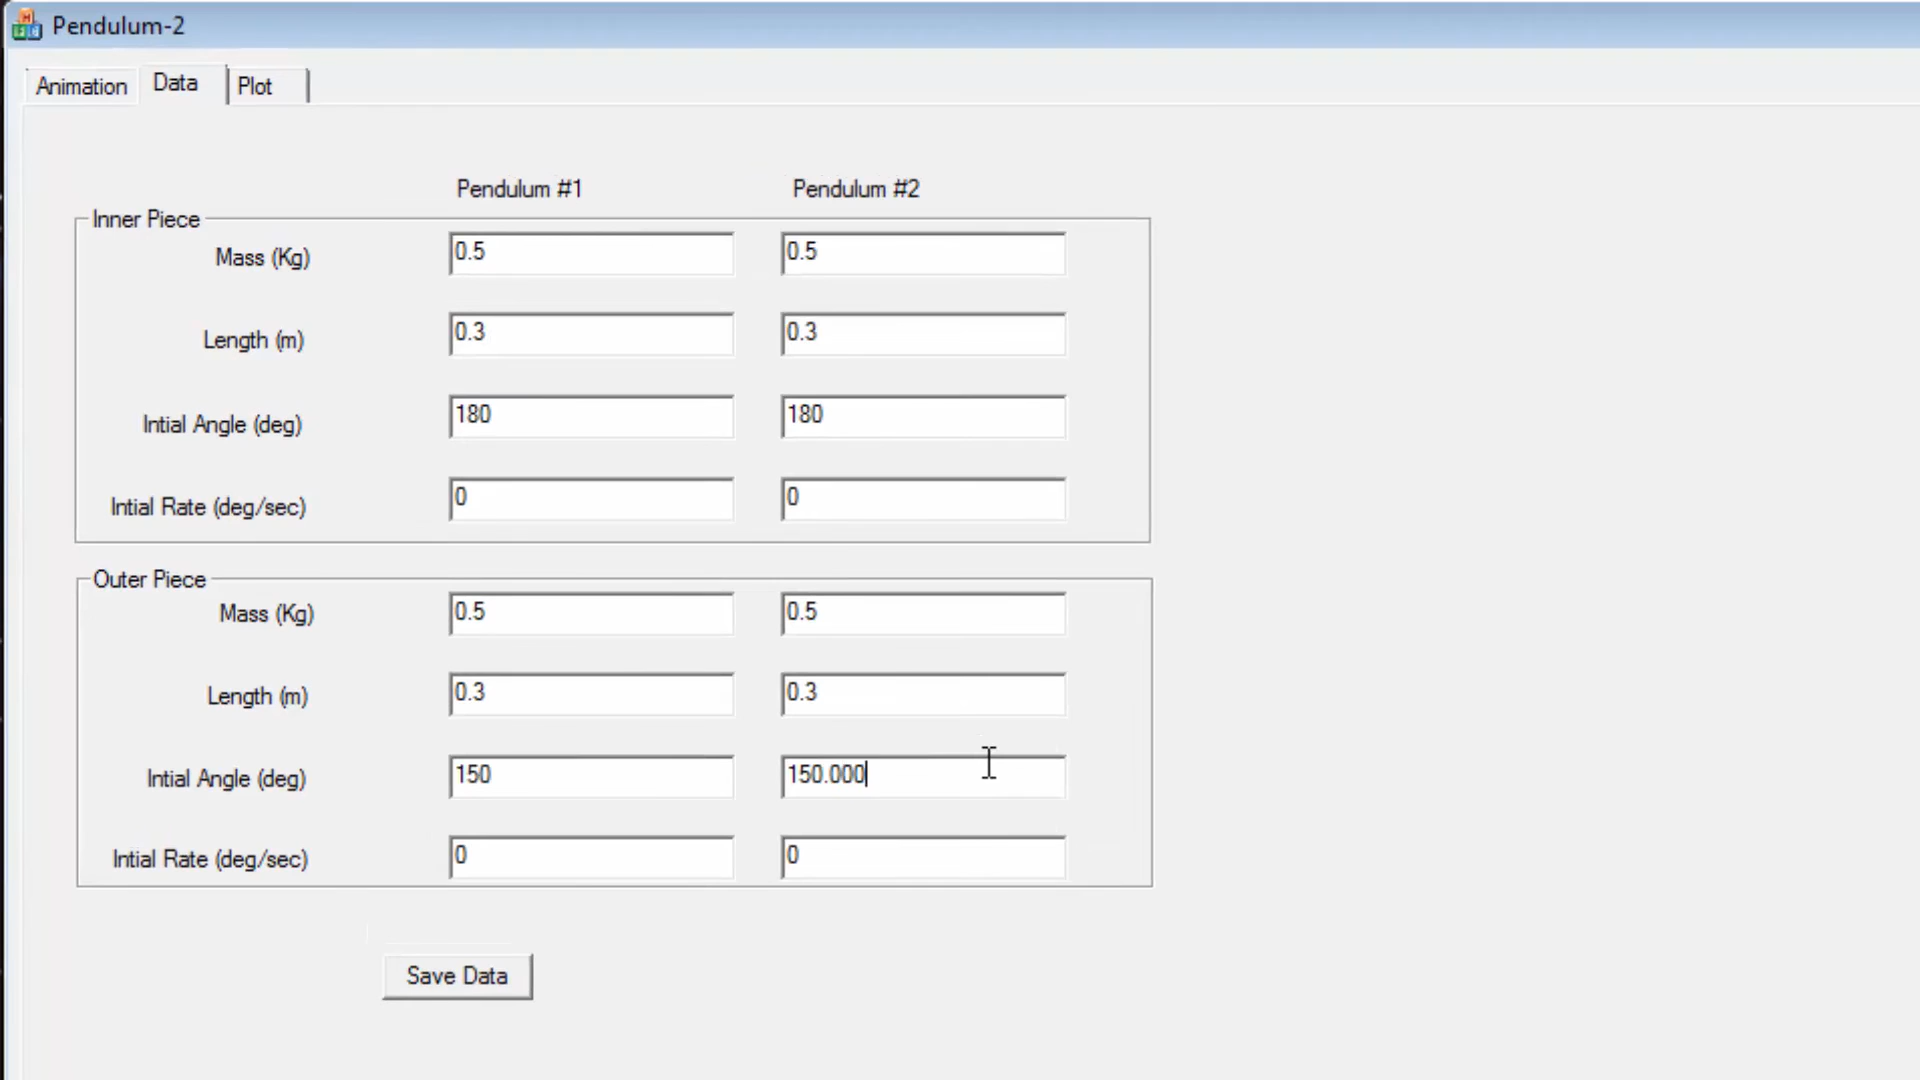 Pendulum-2
Animation Data Plot
Pendulum #1 Pendulum #2
Inner Piece
Mass (Kg) 0.5 0.5
Length (m) 0.3 0.3
Intial Angle (deg) 180 180
Intial Rate (deg/sec) 0 0
Outer Piece
Mass (Kg) 0.5 0.5
Length (m) 0.3 0.3
Intial Angle (deg) 150 150.000
Intial Rate (deg/sec) 0 0
Save Data